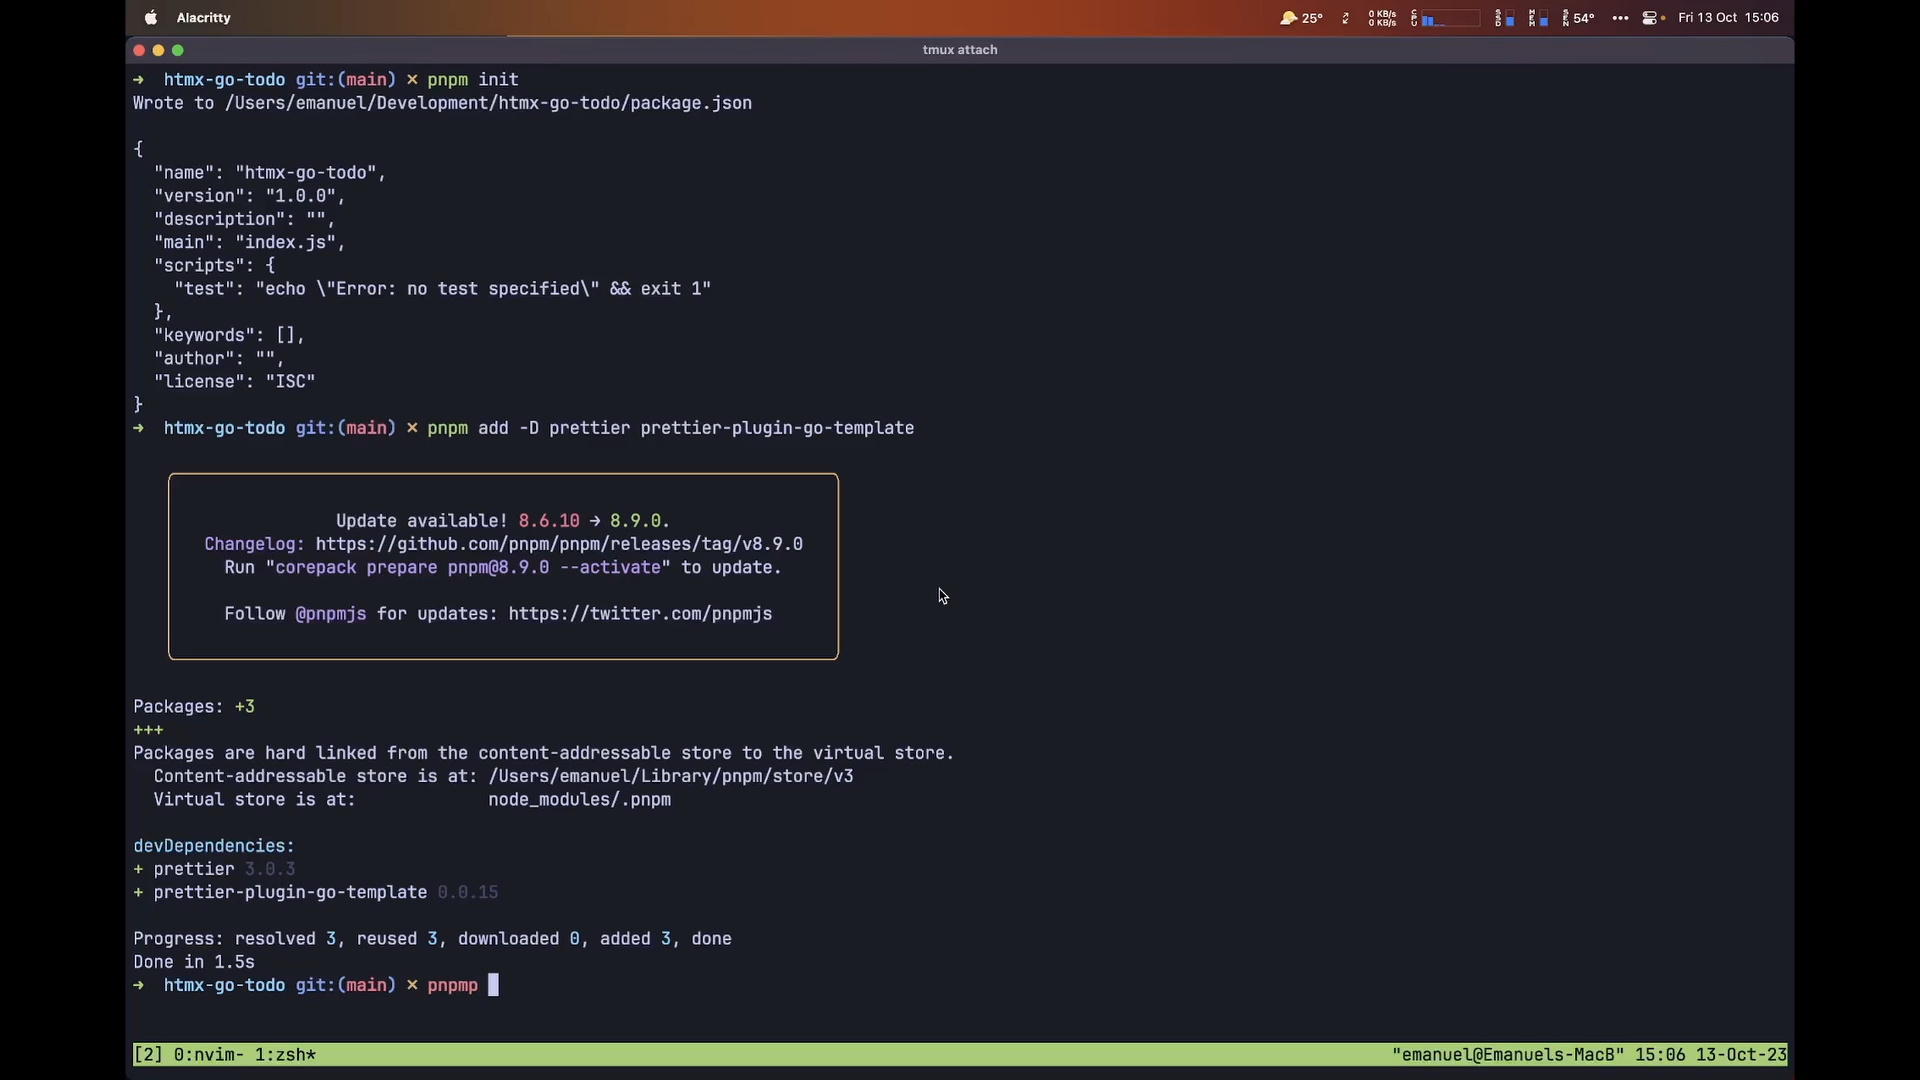 Alacritty
25° 0 KB/s 0 KB/s CPU SSD MEM SEN 54° ••• Fri 13 Oct 15:06
tmux attach
→ htmx-go-todo git:(main) × pnpm init
Wrote to /Users/emanuel/Development/htmx-go-todo/package.json
{
  "name": "htmx-go-todo",
  "version": "1.0.0",
  "description": "",
  "main": "index.js",
  "scripts": {
    "test": "echo \"Error: no test specified\" && exit 1"
  },
  "keywords": [],
  "author": "",
  "license": "ISC"
}
→ htmx-go-todo git:(main) × pnpm add -D prettier prettier-plugin-go-template
Update available! 8.6.10 → 8.9.0.
Changelog: https://github.com/pnpm/pnpm/releases/tag/v8.9.0
Run "corepack prepare pnpm@8.9.0 --activate" to update.
Follow @pnpmjs for updates: https://twitter.com/pnpmjs
Packages: +3
+++
Packages are hard linked from the content-addressable store to the virtual store.
  Content-addressable store is at: /Users/emanuel/Library/pnpm/store/v3
  Virtual store is at:             node_modules/.pnpm
devDependencies:
+ prettier 3.0.3
+ prettier-plugin-go-template 0.0.15
Progress: resolved 3, reused 3, downloaded 0, added 3, done
Done in 1.5s
→ htmx-go-todo git:(main) × pnpmp
[2] 0:nvim- 1:zsh* "emanuel@Emanuels-MacB" 15:06 13-Oct-23